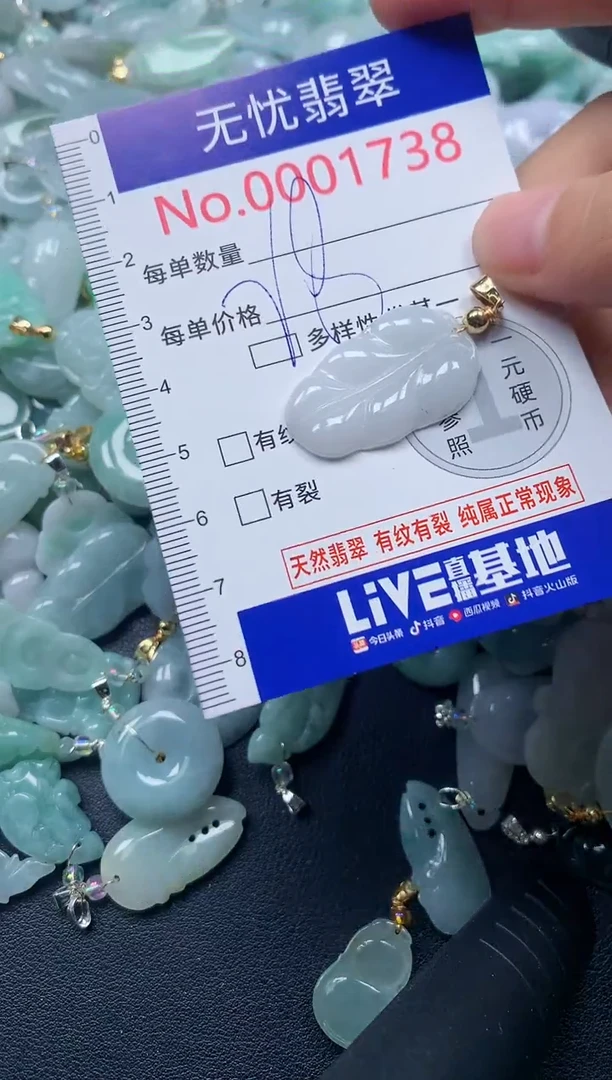 无忧翡翠
No.0001738
0
1
2
3
4
5
6
7
8
每单数量
每单价格
多样性
一元硬币
1
参照
有纹
有裂
天然翡翠 有纹有裂 纯属正常现象
LiVE直播基地
今日头条 抖音 西瓜视频 抖音火山版